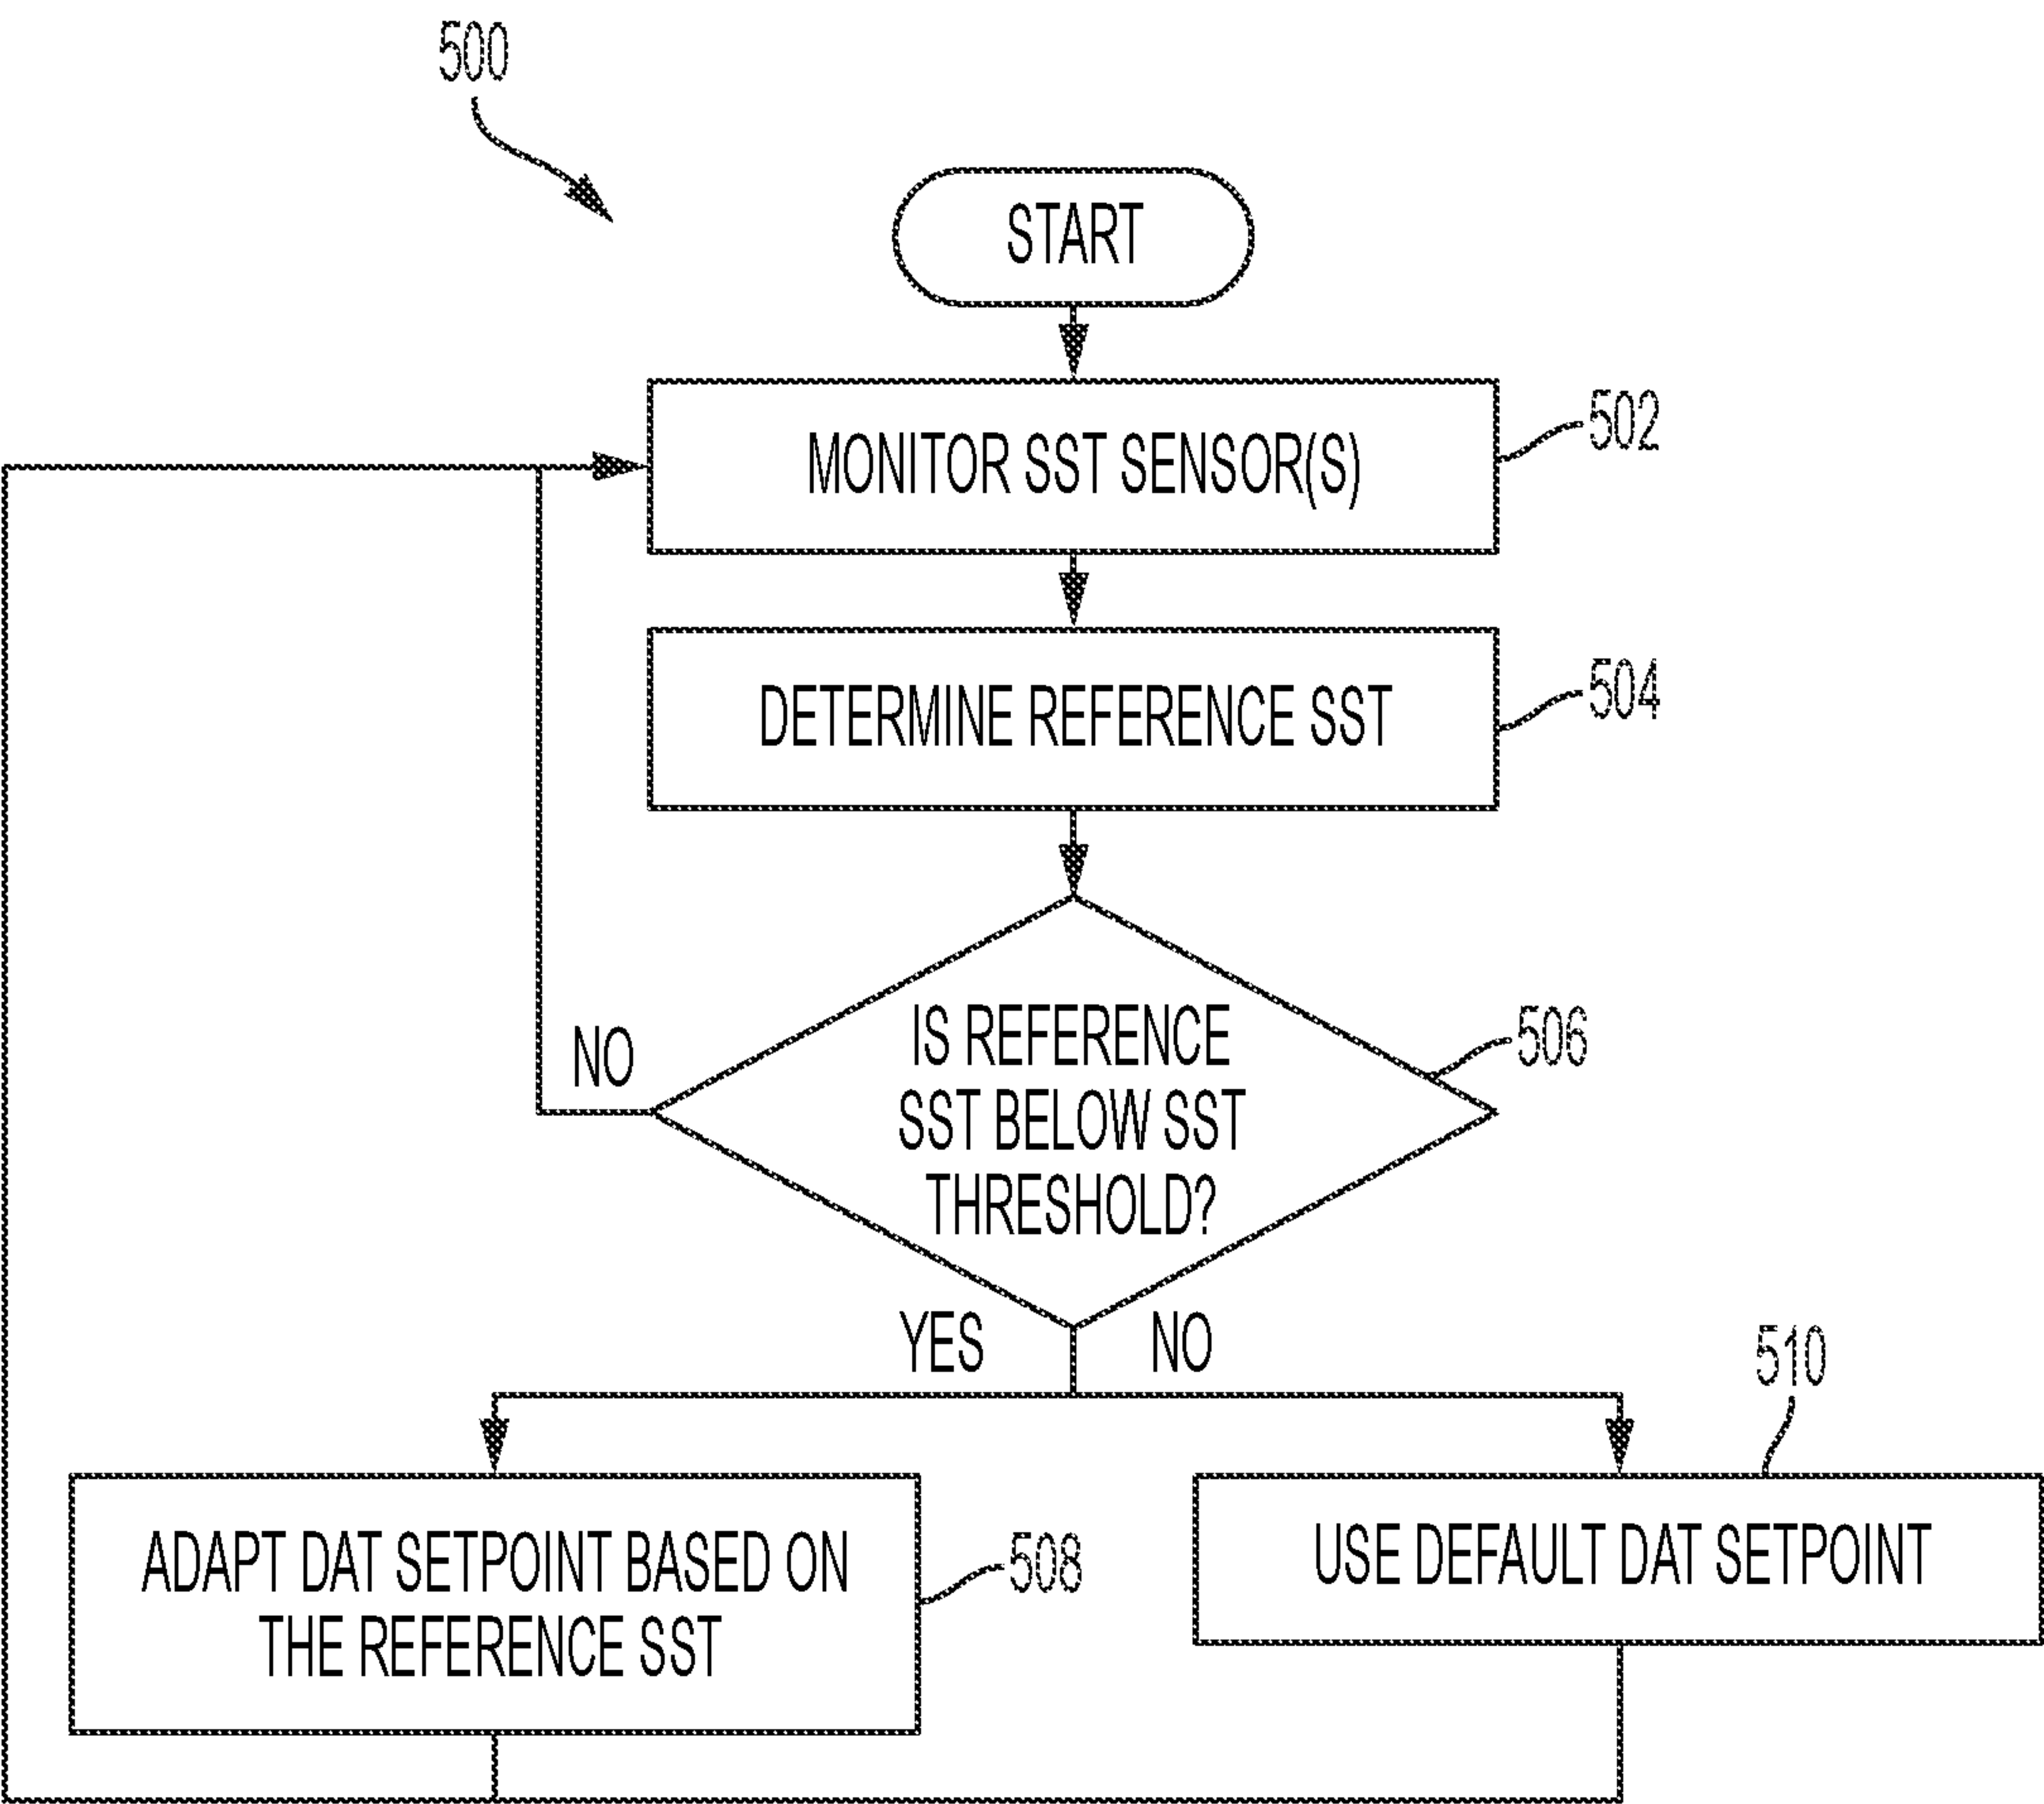 500
START
MONITOR SST SENSOR(S)
502
DETERMINE REFERENCE SST
504
IS REFERENCE
SST BELOW SST
THRESHOLD?
506
NO
YES
NO
510
ADAPT DAT SETPOINT BASED ON
THE REFERENCE SST
508
USE DEFAULT DAT SETPOINT